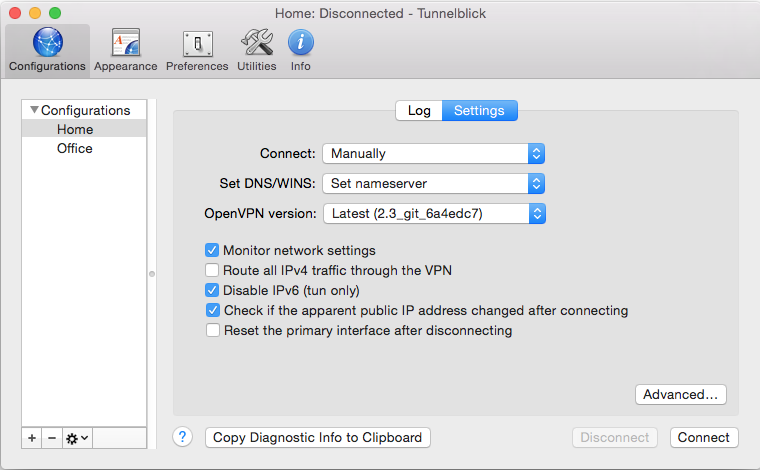 Home: Disconnected - Tunnelblick
Configurations Appearance Preferences Utilities Info
Configurations
Home
Office
Log Settings
Connect: Manually
Set DNS/WINS: Set nameserver
OpenVPN version: Latest (2.3_git_6a4edc7)
Monitor network settings
Route all IPv4 traffic through the VPN
Disable IPv6 (tun only)
Check if the apparent public IP address changed after connecting
Reset the primary interface after disconnecting
Advanced...
+ −
? Copy Diagnostic Info to Clipboard Disconnect Connect